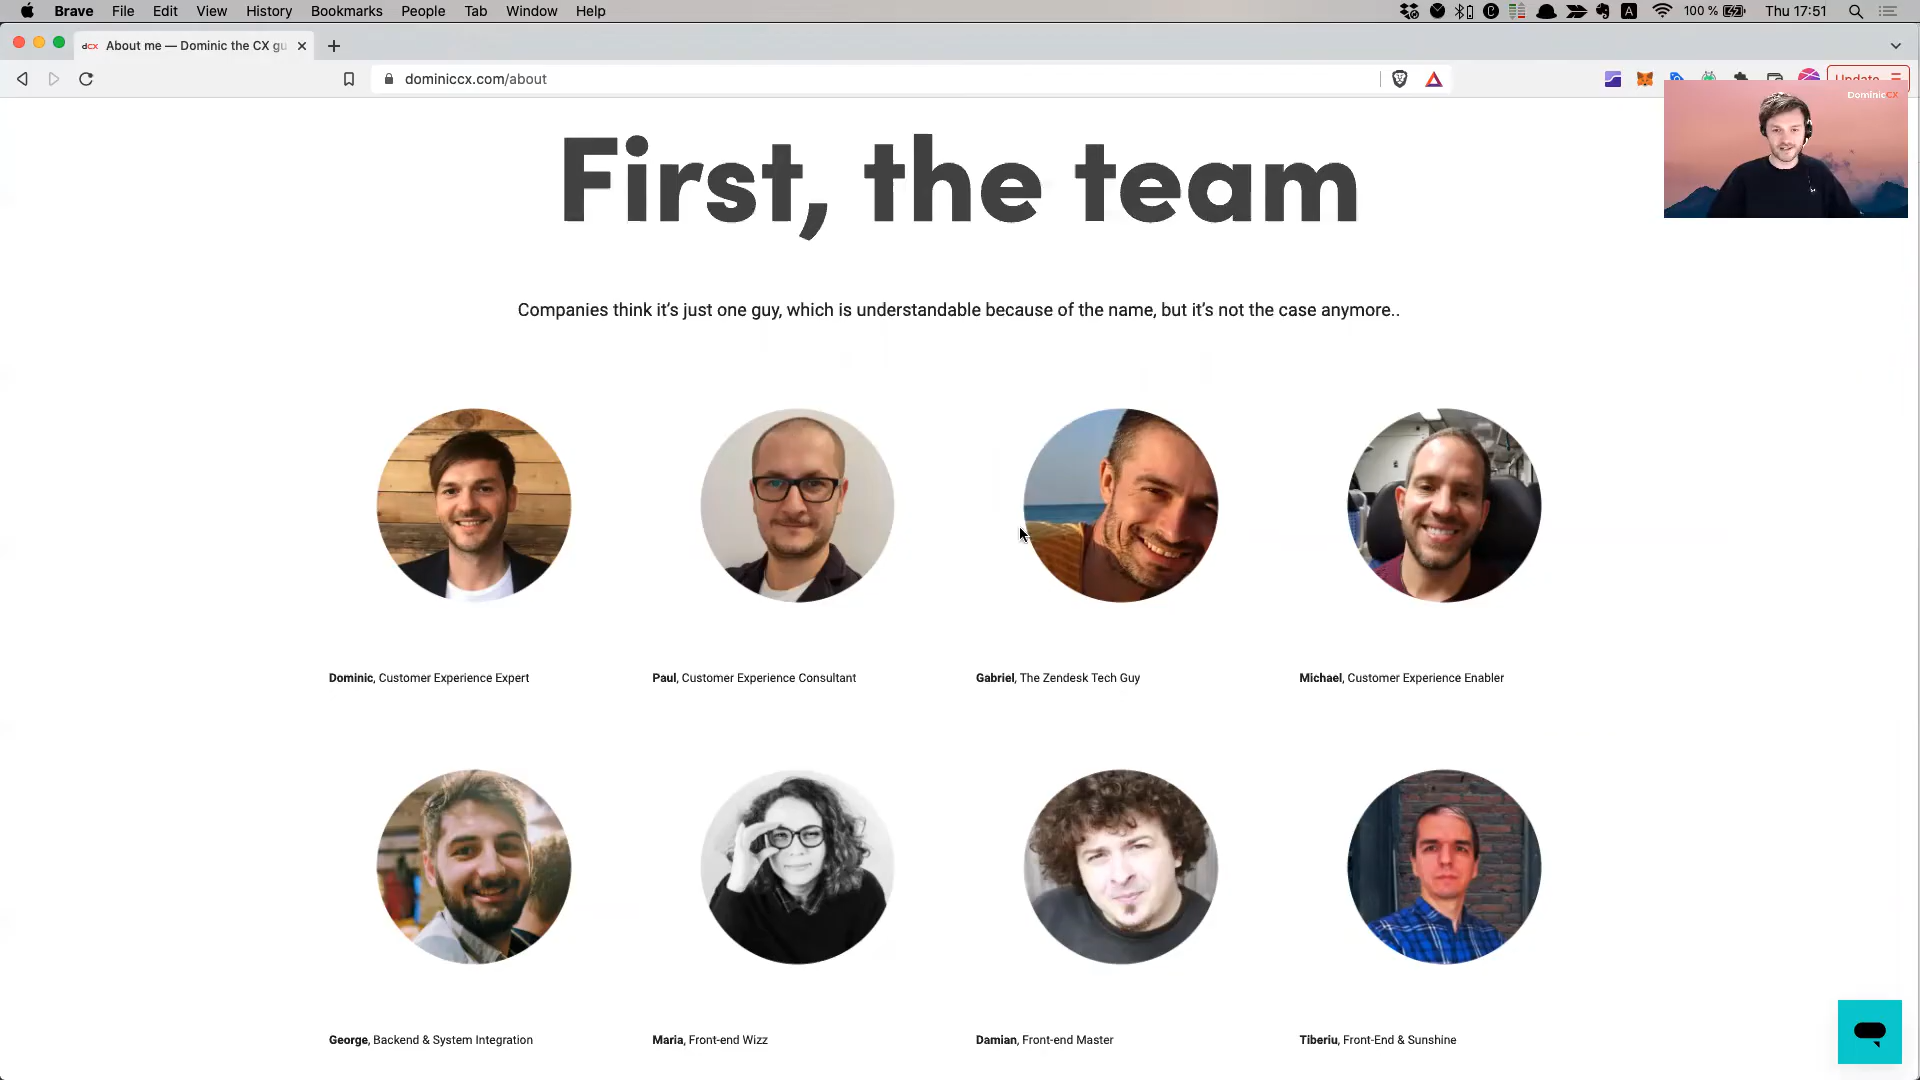 Brave File Edit View History Bookmarks People Tab Window Help 100 % Thu 17:51
dcx About me — Dominic the CX gu
dominiccx.com/about
Update
DominicCX
First, the team
Companies think it’s just one guy, which is understandable because of the name, but it’s not the case anymore..
Dominic, Customer Experience Expert
Paul, Customer Experience Consultant
Gabriel, The Zendesk Tech Guy
Michael, Customer Experience Enabler
George, Backend & System Integration
Maria, Front-end Wizz
Damian, Front-end Master
Tiberiu, Front-End & Sunshine